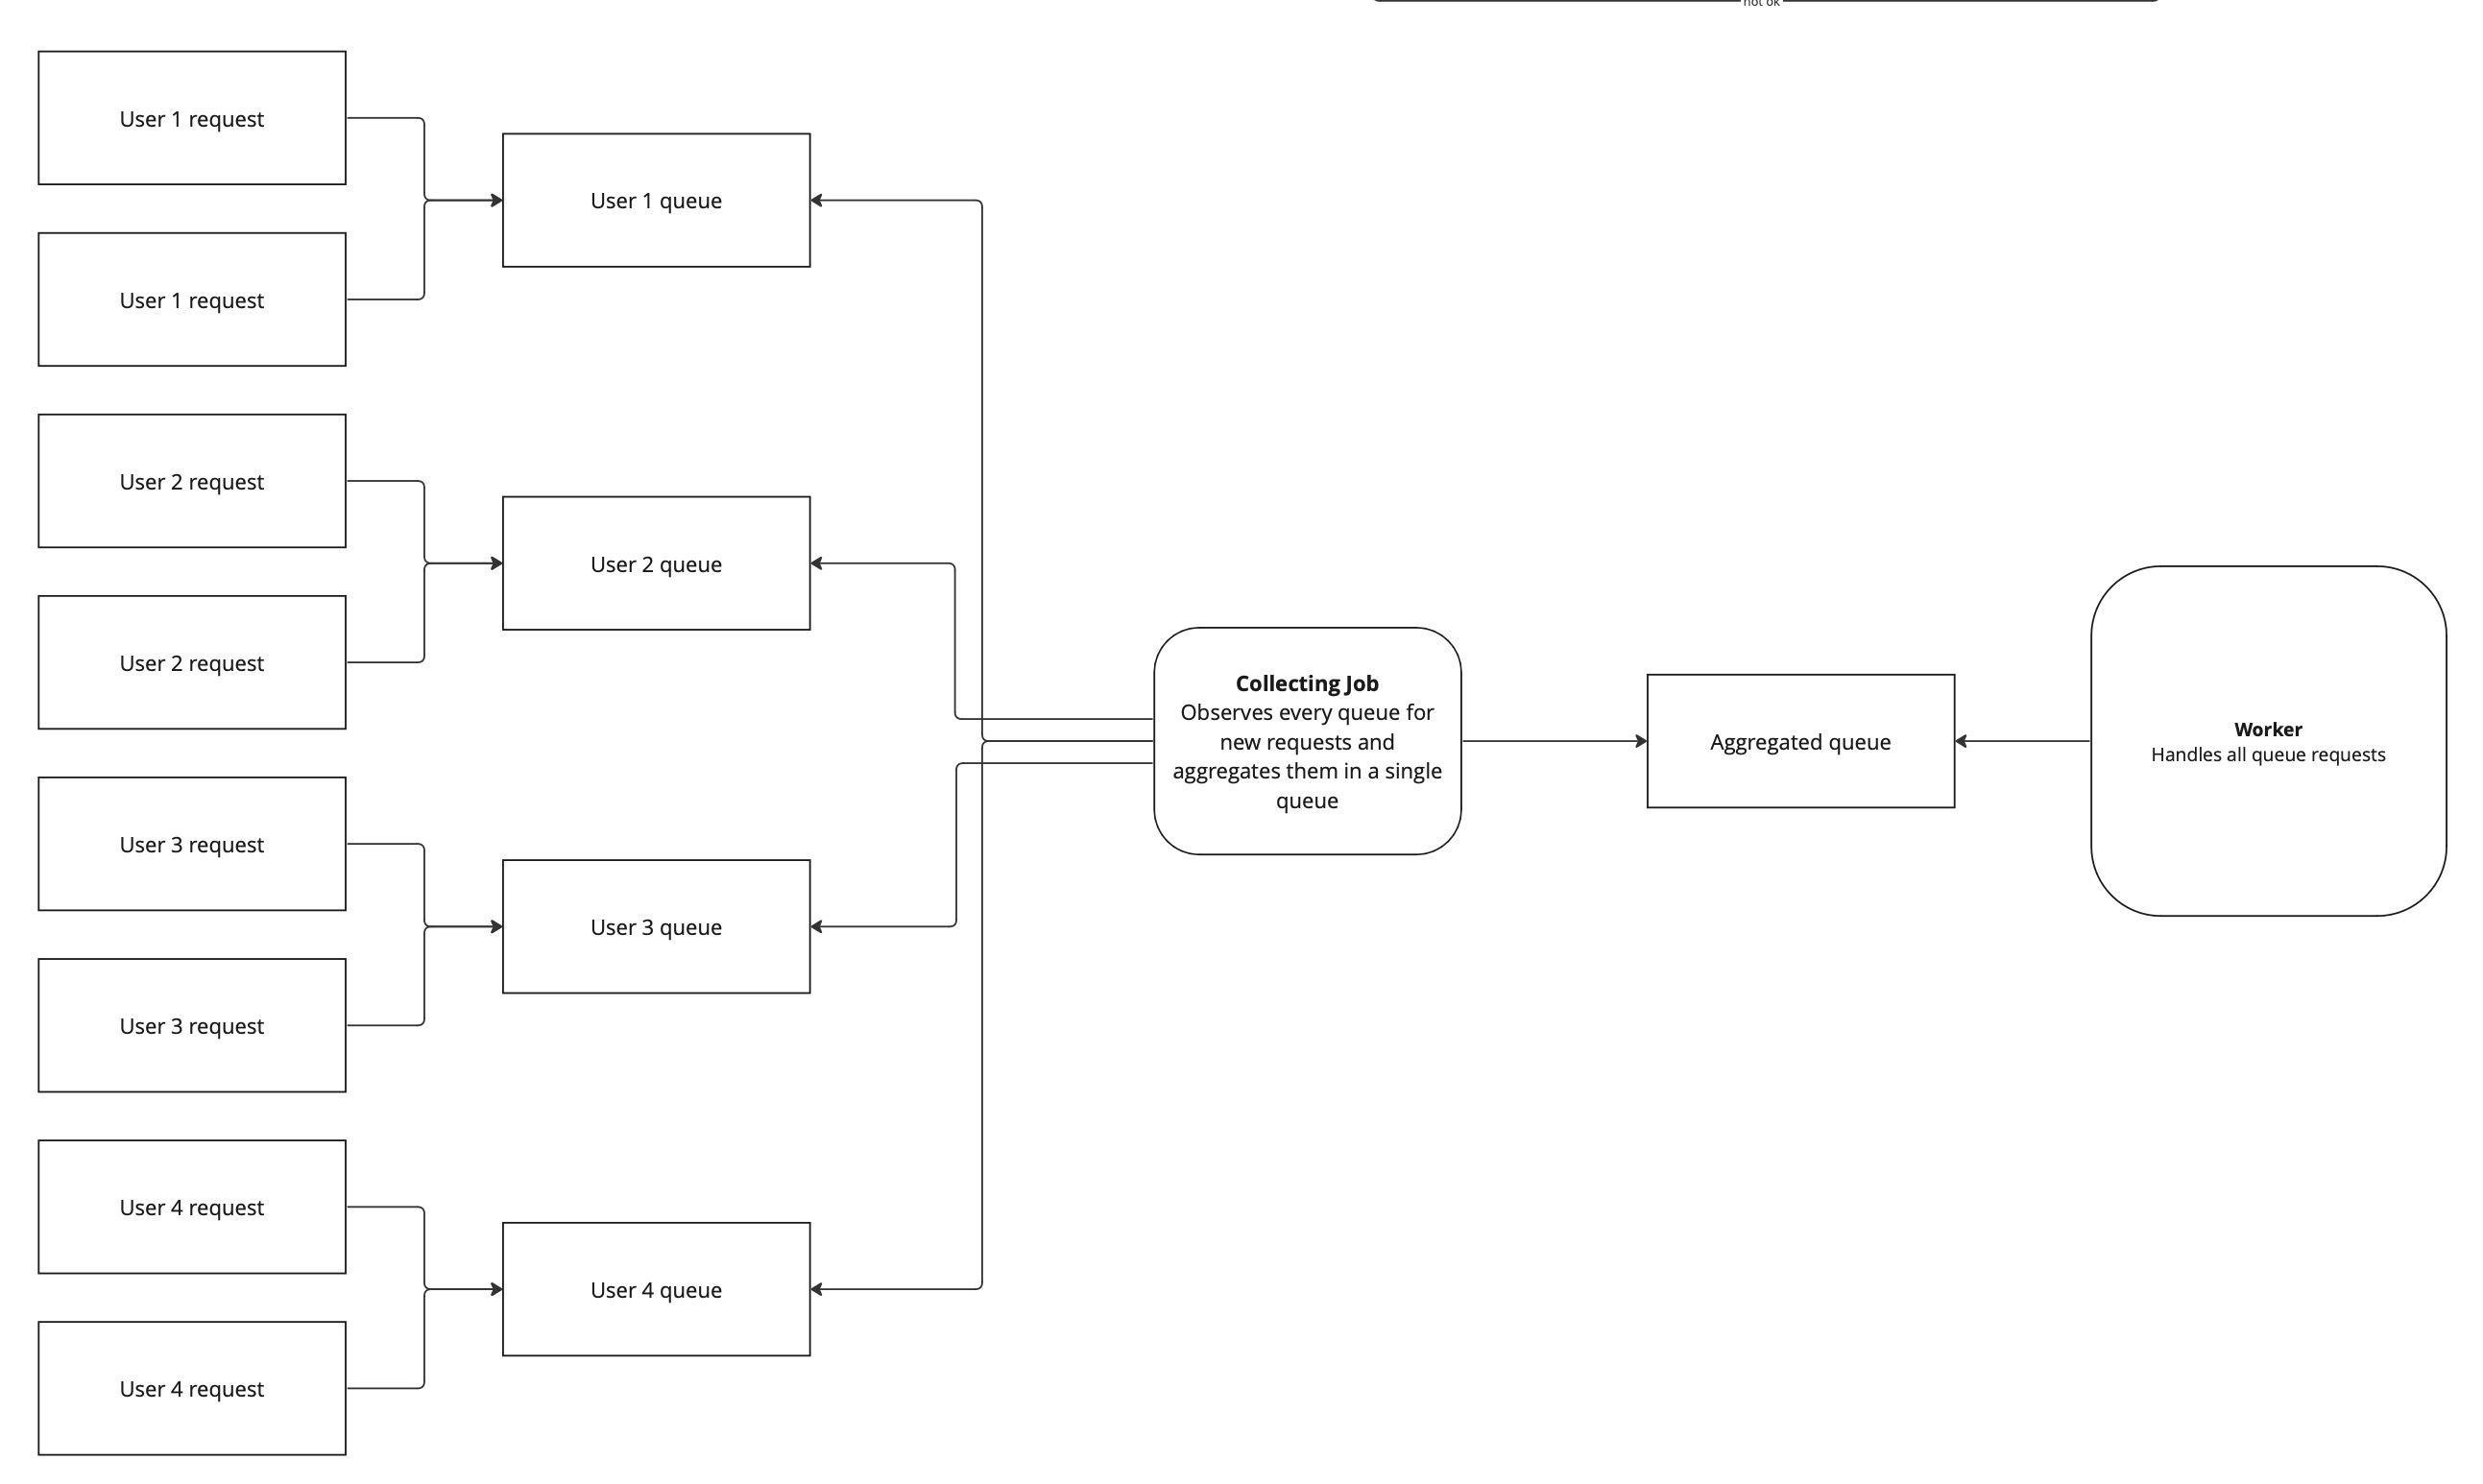 not ok
User 1 request
User 1 queue
User 1 request
User 2 request
User 2 queue
User 2 request
User 3 request
User 3 queue
User 3 request
User 4 request
User 4 queue
User 4 request
Collecting Job
Observes every queue for
new requests and
aggregates them in a single
queue
Aggregated queue
Worker
Handles all queue requests